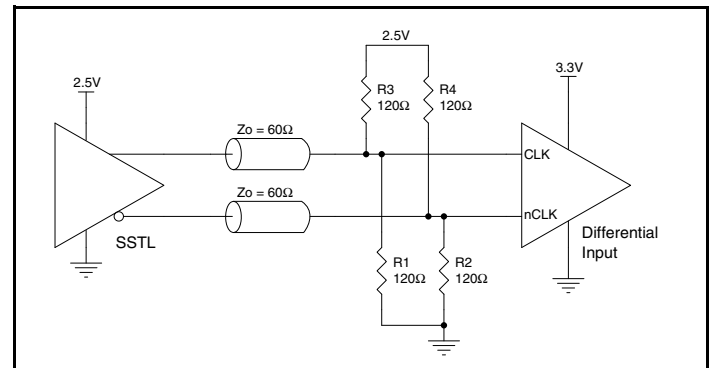 2.5V
3.3V
2.5V
R3
120Ω
R4
120Ω
Zo = 60Ω
CLK
Zo = 60Ω
nCLK
SSTL
Differential
Input
R1
120Ω
R2
120Ω